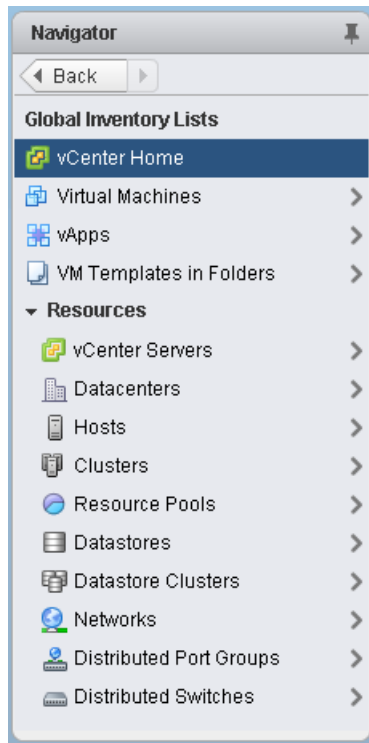 Navigator
Back
Global Inventory Lists
vCenter Home
Virtual Machines
vApps
VM Templates in Folders
Resources
vCenter Servers
Datacenters
Hosts
Clusters
Resource Pools
Datastores
Datastore Clusters
Networks
Distributed Port Groups
Distributed Switches